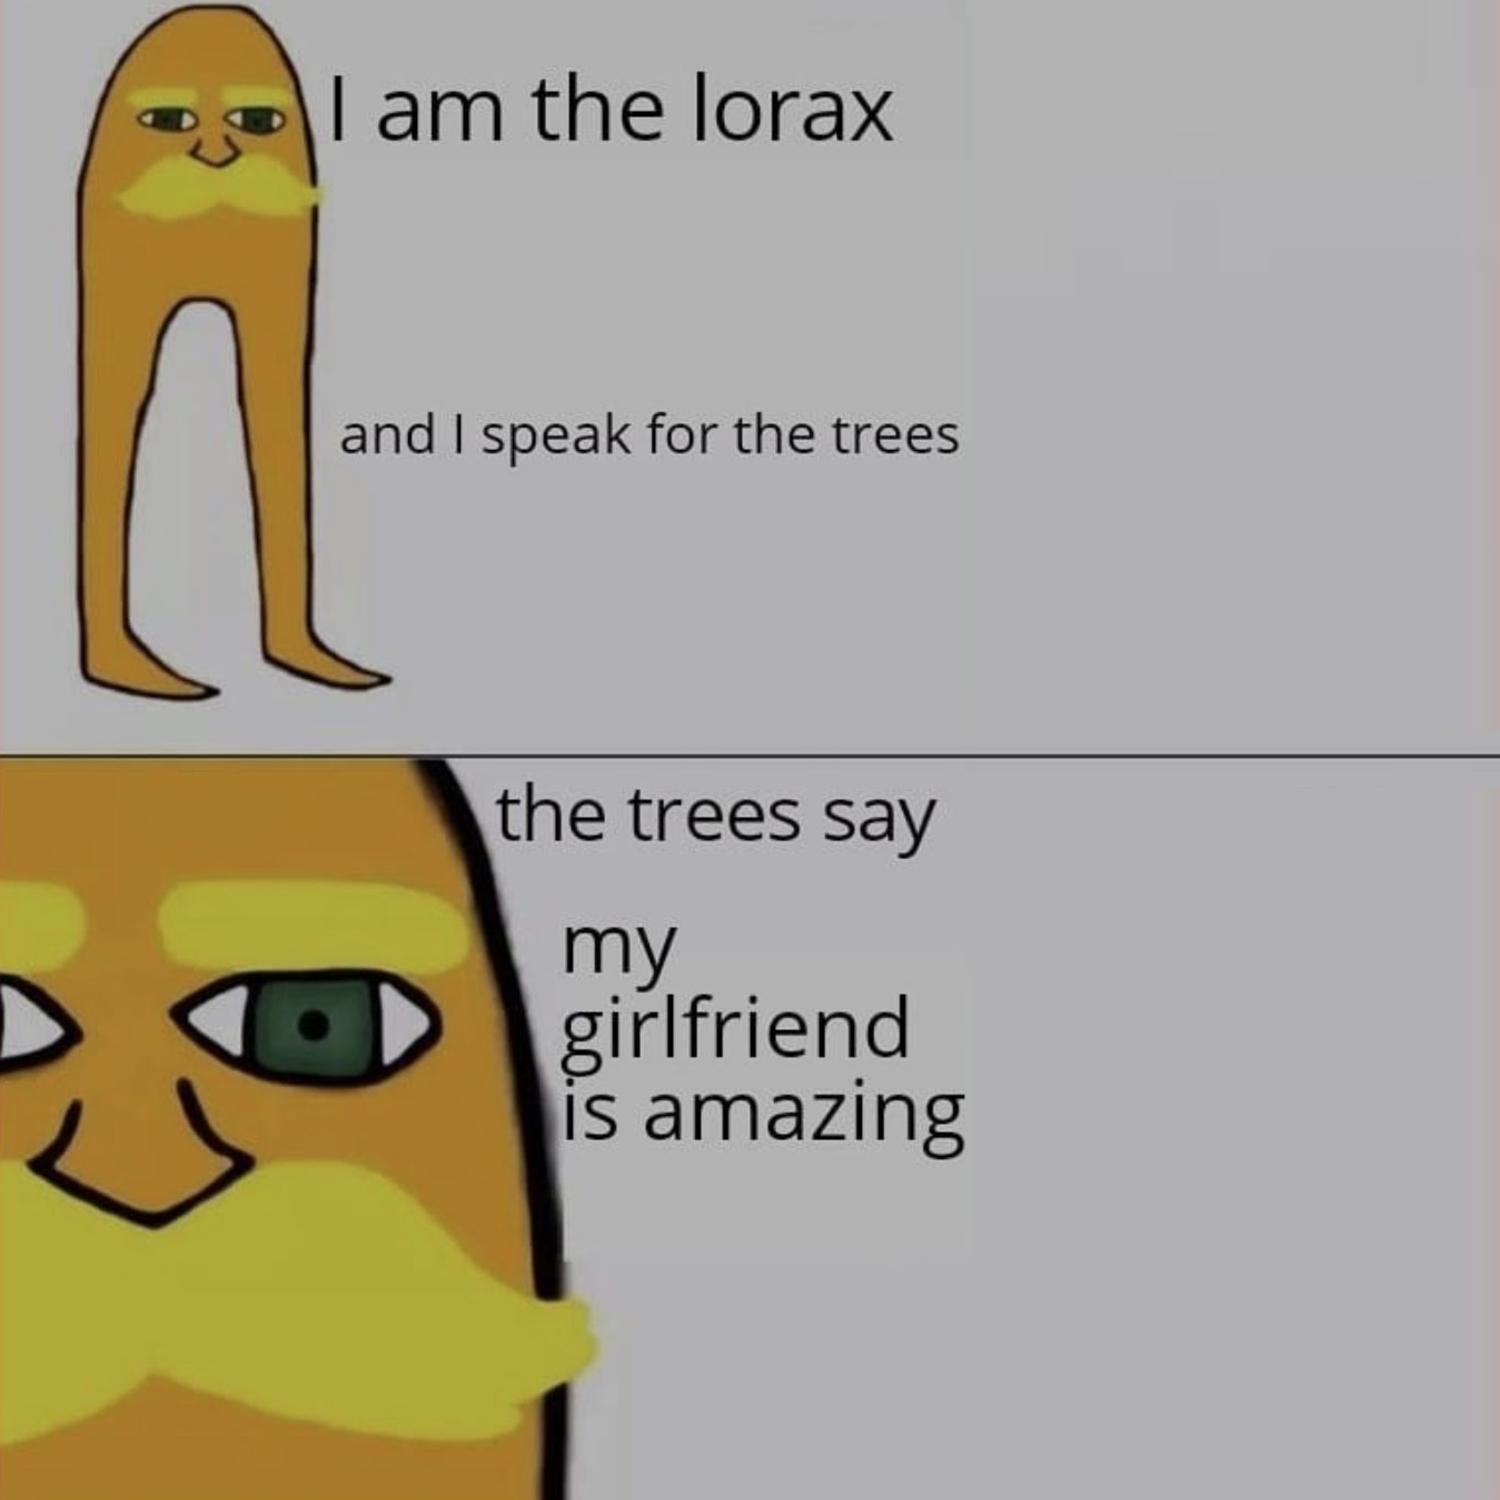 I am the lorax
and I speak for the trees
the trees say
my
girlfriend
is amazing